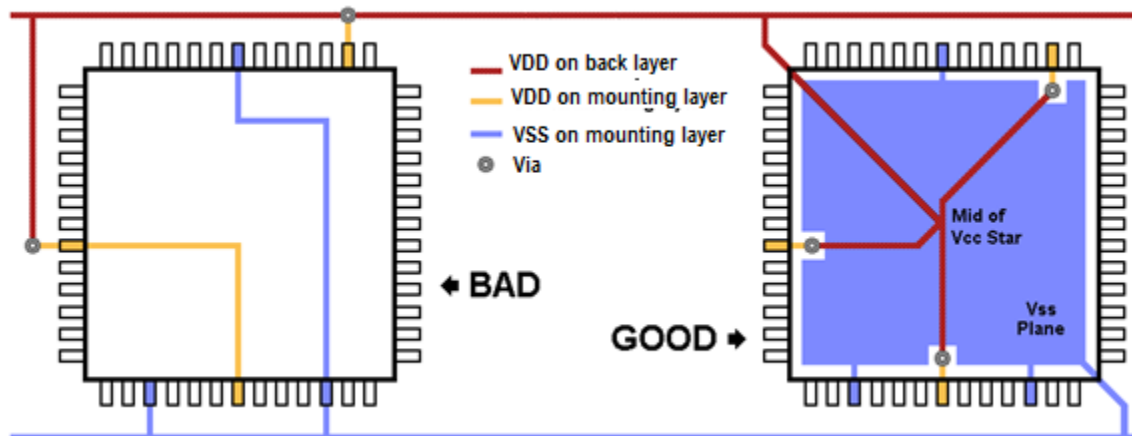 VDD on back layer
VDD on mounting layer
VSS on mounting layer
Via
Mid of
Vcc Star
BAD
Vss
Plane
GOOD